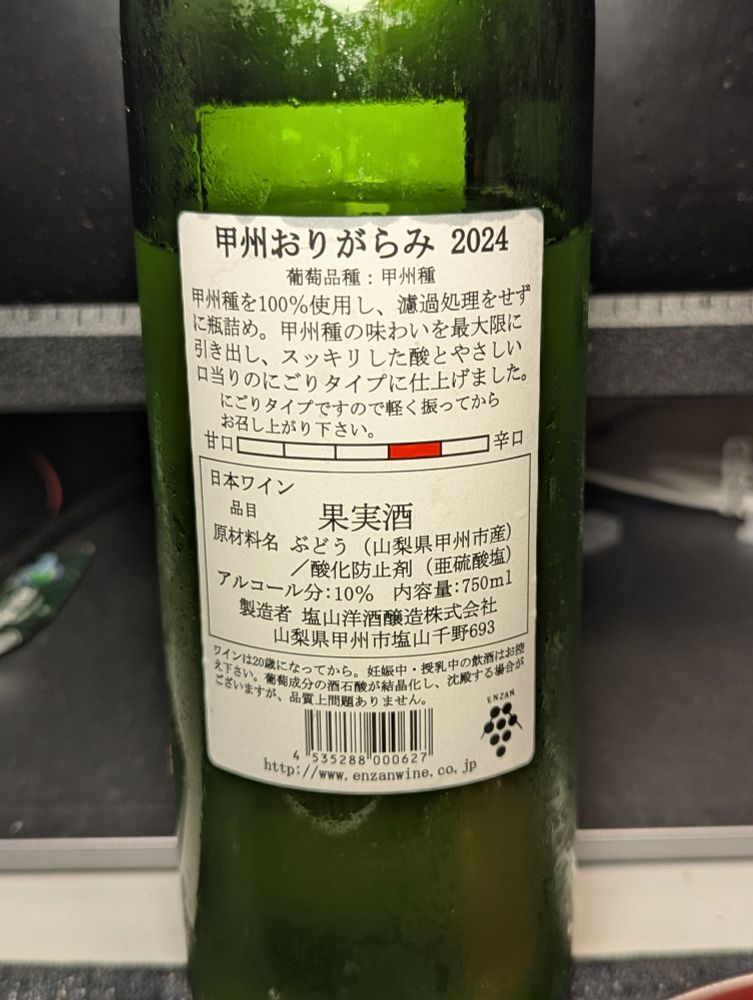 甲州おりがらみ 2024
葡萄品種：甲州種
甲州種を100％使用し、濾過処理をせず
に瓶詰め。甲州種の味わいを最大限に
引き出し、スッキリした酸とやさしい
口当りのにごりタイプに仕上げました。
にごりタイプですので軽く振ってから
お召し上がり下さい。
甘口 辛口
日本ワイン
品目 果実酒
原材料名 ぶどう（山梨県甲州市産）
／酸化防止剤（亜硫酸塩）
アルコール分：10％ 内容量：750ml
製造者 塩山洋酒醸造株式会社
山梨県甲州市塩山千野693
ワインは20歳になってから。妊娠中・授乳中の飲酒はお控
え下さい。葡萄成分の酒石酸が結晶化し、沈殿する場合が
ございますが、品質上問題ありません。
ENZAN
4 535288 000627
http://www.enzanwine.co.jp